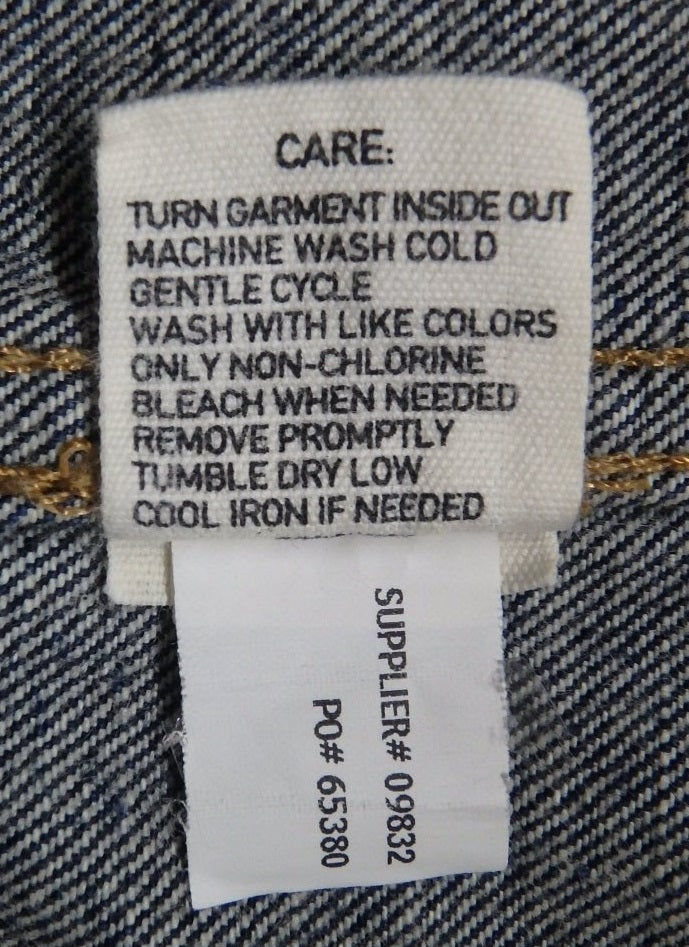 CARE:
TURN GARMENT INSIDE OUT
MACHINE WASH COLD
GENTLE CYCLE
WASH WITH LIKE COLORS
ONLY NON-CHLORINE
BLEACH WHEN NEEDED
REMOVE PROMPTLY
TUMBLE DRY LOW
COOL IRON IF NEEDED
SUPPLIER# 09832
PO# 65380